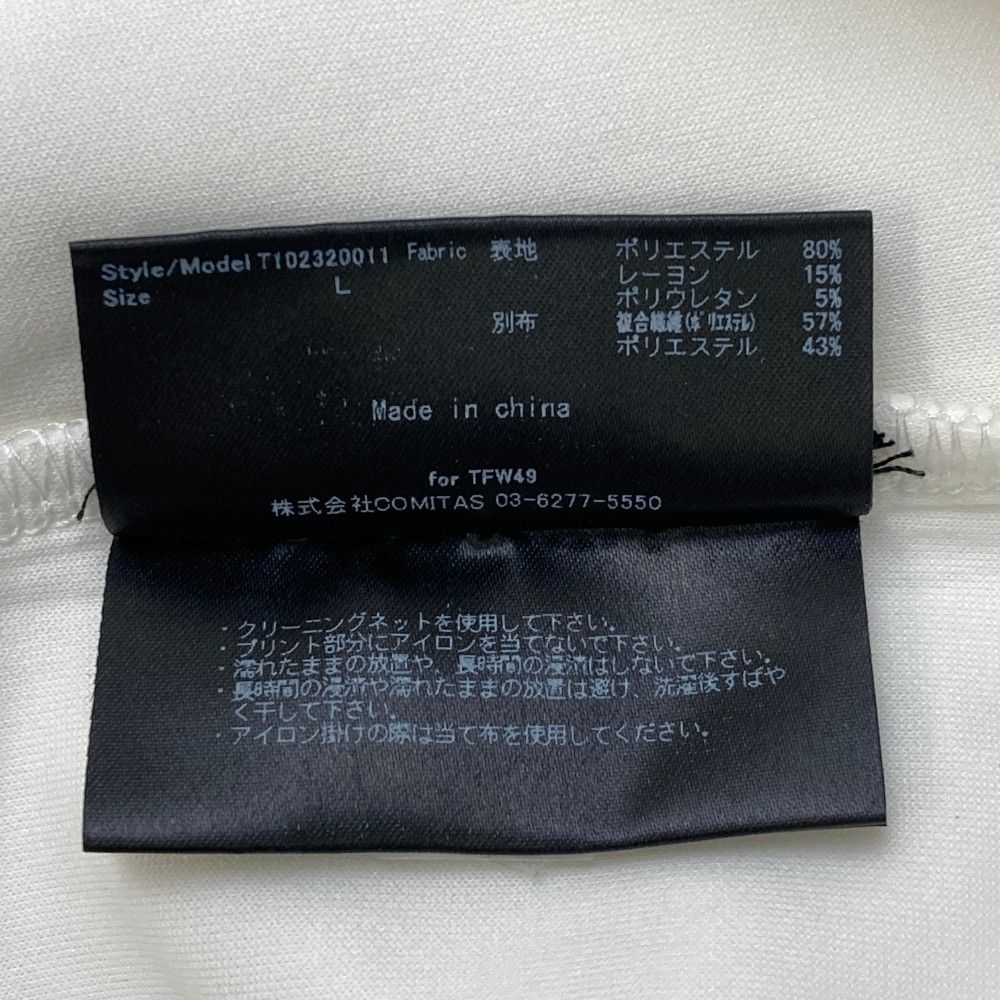 Style/Model T102320011 Fabric 表地 ポリエステル 80%
Size L レーヨン 15%
ポリウレタン 5%
別布 複合繊維(ポリエステル) 57%
ポリエステル 43%
Made in china
for TFW49
株式会社COMITAS 03-6277-5550
・クリーニングネットを使用して下さい。
・プリント部分にアイロンを当てないで下さい。
・濡れたままの放置や、長時間の浸漬はしないで下さい。
・長時間の浸漬や濡れたままの放置は避け、洗濯後すばや
く干して下さい。
・アイロン掛けの際は当て布を使用してください。